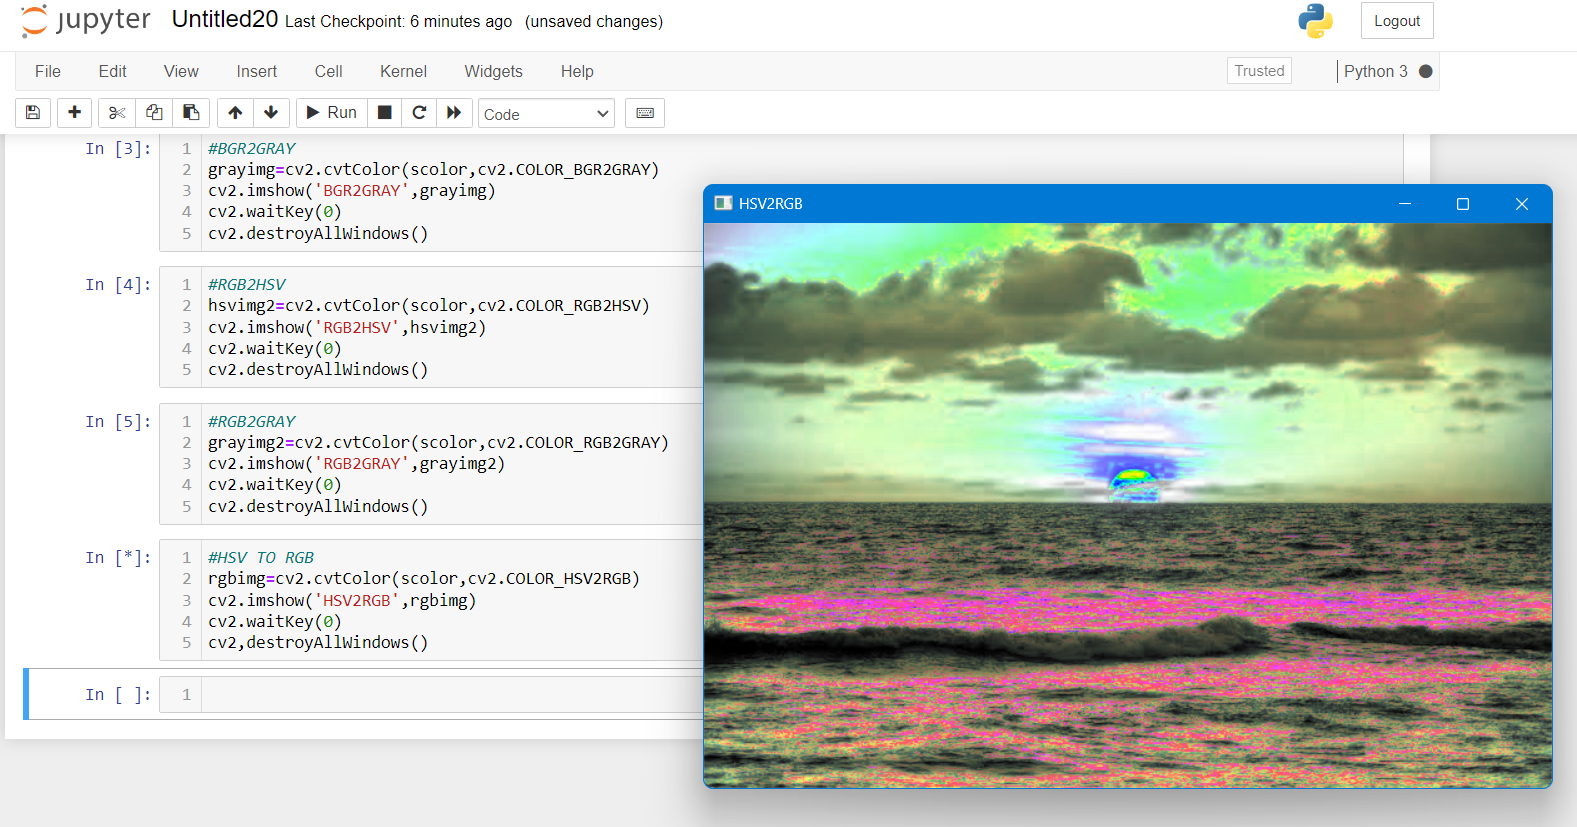 jupyter Untitled20 Last Checkpoint: 6 minutes ago (unsaved changes) Logout
File Edit View Insert Cell Kernel Widgets Help Trusted Python 3
Run Code
In [3]: 1 #BGR2GRAY
2 grayimg=cv2.cvtColor(scolor,cv2.COLOR_BGR2GRAY)
3 cv2.imshow('BGR2GRAY',grayimg)
4 cv2.waitKey(0)
5 cv2.destroyAllWindows()
In [4]: 1 #RGB2HSV
2 hsvimg2=cv2.cvtColor(scolor,cv2.COLOR_RGB2HSV)
3 cv2.imshow('RGB2HSV',hsvimg2)
4 cv2.waitKey(0)
5 cv2.destroyAllWindows()
In [5]: 1 #RGB2GRAY
2 grayimg2=cv2.cvtColor(scolor,cv2.COLOR_RGB2GRAY)
3 cv2.imshow('RGB2GRAY',grayimg2)
4 cv2.waitKey(0)
5 cv2.destroyAllWindows()
In [*]: 1 #HSV TO RGB
2 rgbimg=cv2.cvtColor(scolor,cv2.COLOR_HSV2RGB)
3 cv2.imshow('HSV2RGB',rgbimg)
4 cv2.waitKey(0)
5 cv2,destroyAllWindows()
In [ ]: 1
HSV2RGB